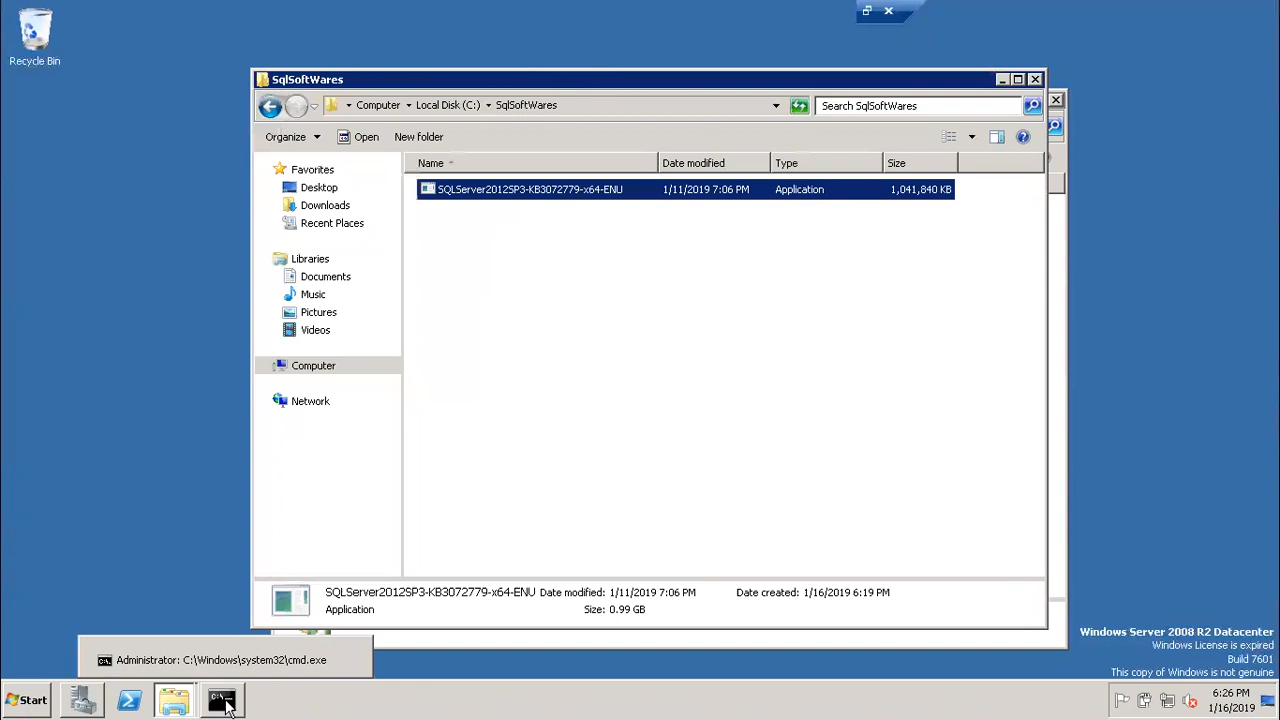 Recycle Bin
SqlSoftWares
Computer Local Disk (C:) SqlSoftWares
Search SqlSoftWares
Organize Open New folder
Name Date modified Type Size
SQLServer2012SP3-KB3072779-x64-ENU 1/11/2019 7:06 PM Application 1,041,840 KB
Favorites
Desktop
Downloads
Recent Places
Libraries
Documents
Music
Pictures
Videos
Computer
Network
SQLServer2012SP3-KB3072779-x64-ENU Date modified: 1/11/2019 7:06 PM Date created: 1/16/2019 6:19 PM
Application Size: 0.99 GB
Administrator: C:\Windows\system32\cmd.exe
Windows Server 2008 R2 Datacenter
Windows License is expired
Build 7601
This copy of Windows is not genuine
Start
6:26 PM
1/16/2019